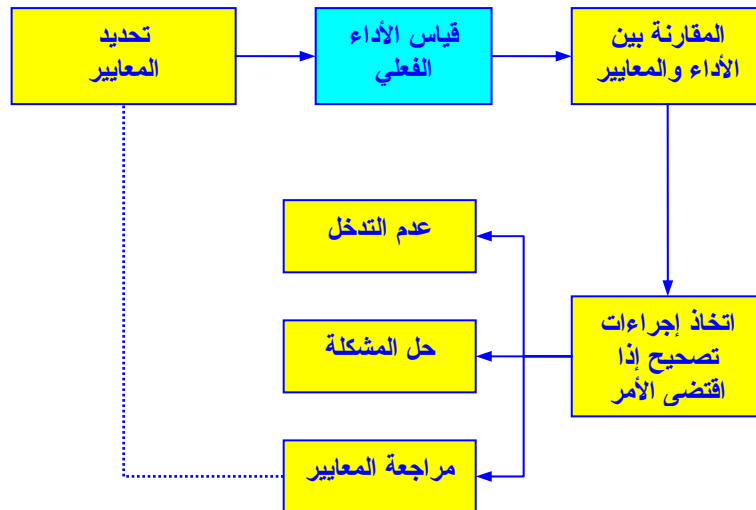 تحديد
المعايير
قياس الأداء
الفعلي
المقارنة بين
الأداء والمعايير
عدم التدخل
حل المشكلة
مراجعة المعايير
اتخاذ إجراءات
تصحيح إذا
اقتضى الأمر